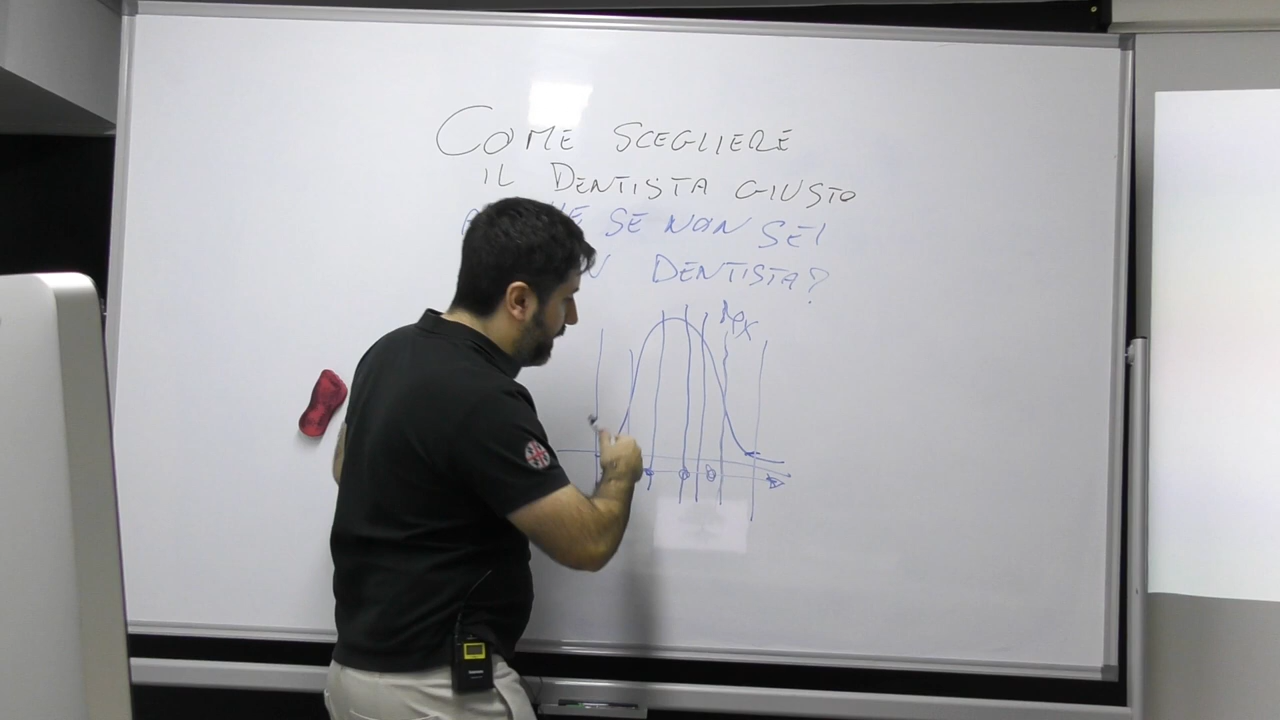 COME SCEGLIERE
IL DENTISTA GIUSTO
SE NON SEI
DENTISTA?